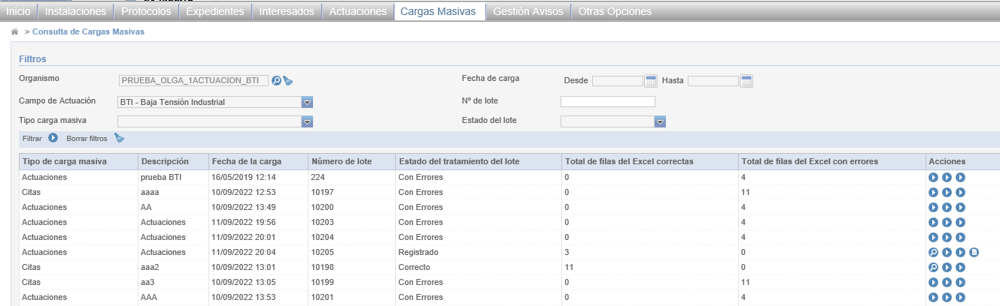 Inicio Instalaciones Protocolos Expedientes Interesados Actuaciones Cargas Masivas Gestión Avisos Otras Opciones
> Consulta de Cargas Masivas
Filtros
Organismo PRUEBA_OLGA_1ACTUACION_BTI Fecha de carga Desde Hasta
Campo de Actuación BTI - Baja Tensión Industrial Nº de lote
Tipo carga masiva Estado del lote
Filtrar Borrar filtros
Tipo de carga masiva Descripción Fecha de la carga Número de lote Estado del tratamiento del lote Total de filas del Excel correctas Total de filas del Excel con errores Acciones
Actuaciones prueba BTI 16/05/2019 12:14 224 Con Errores 0 4
Citas aaaa 10/09/2022 12:53 10197 Con Errores 0 11
Actuaciones AA 10/09/2022 13:49 10200 Con Errores 0 4
Actuaciones Actuaciones 11/09/2022 19:56 10203 Con Errores 0 4
Actuaciones Actuaciones 11/09/2022 20:01 10204 Con Errores 0 4
Actuaciones Actuaciones 11/09/2022 20:04 10205 Registrado 3 0
Citas aaa2 10/09/2022 13:01 10198 Correcto 11 0
Citas aa3 10/09/2022 13:05 10199 Con Errores 0 11
Actuaciones AAA 10/09/2022 13:53 10201 Con Errores 0 4